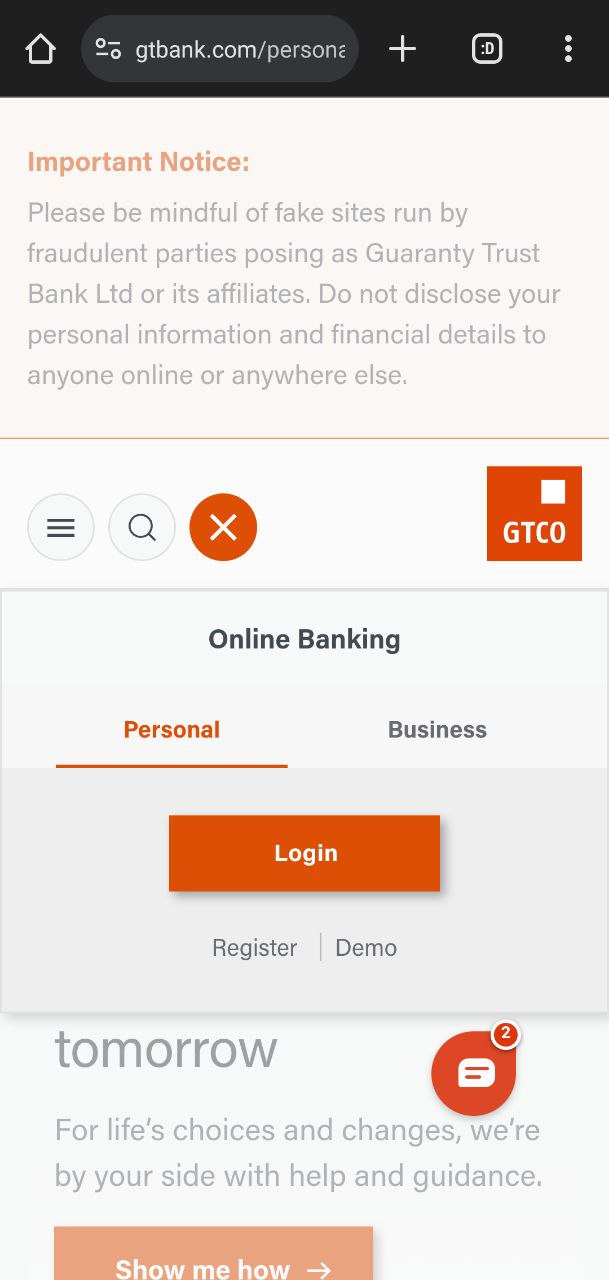 gtbank.com/persona
:D
Important Notice:
Please be mindful of fake sites run by
fraudulent parties posing as Guaranty Trust
Bank Ltd or its affiliates. Do not disclose your
personal information and financial details to
anyone online or anywhere else.
GTCO
Online Banking
Personal Business
Login
Register Demo
2
tomorrow
For life’s choices and changes, we’re
by your side with help and guidance.
Show me how